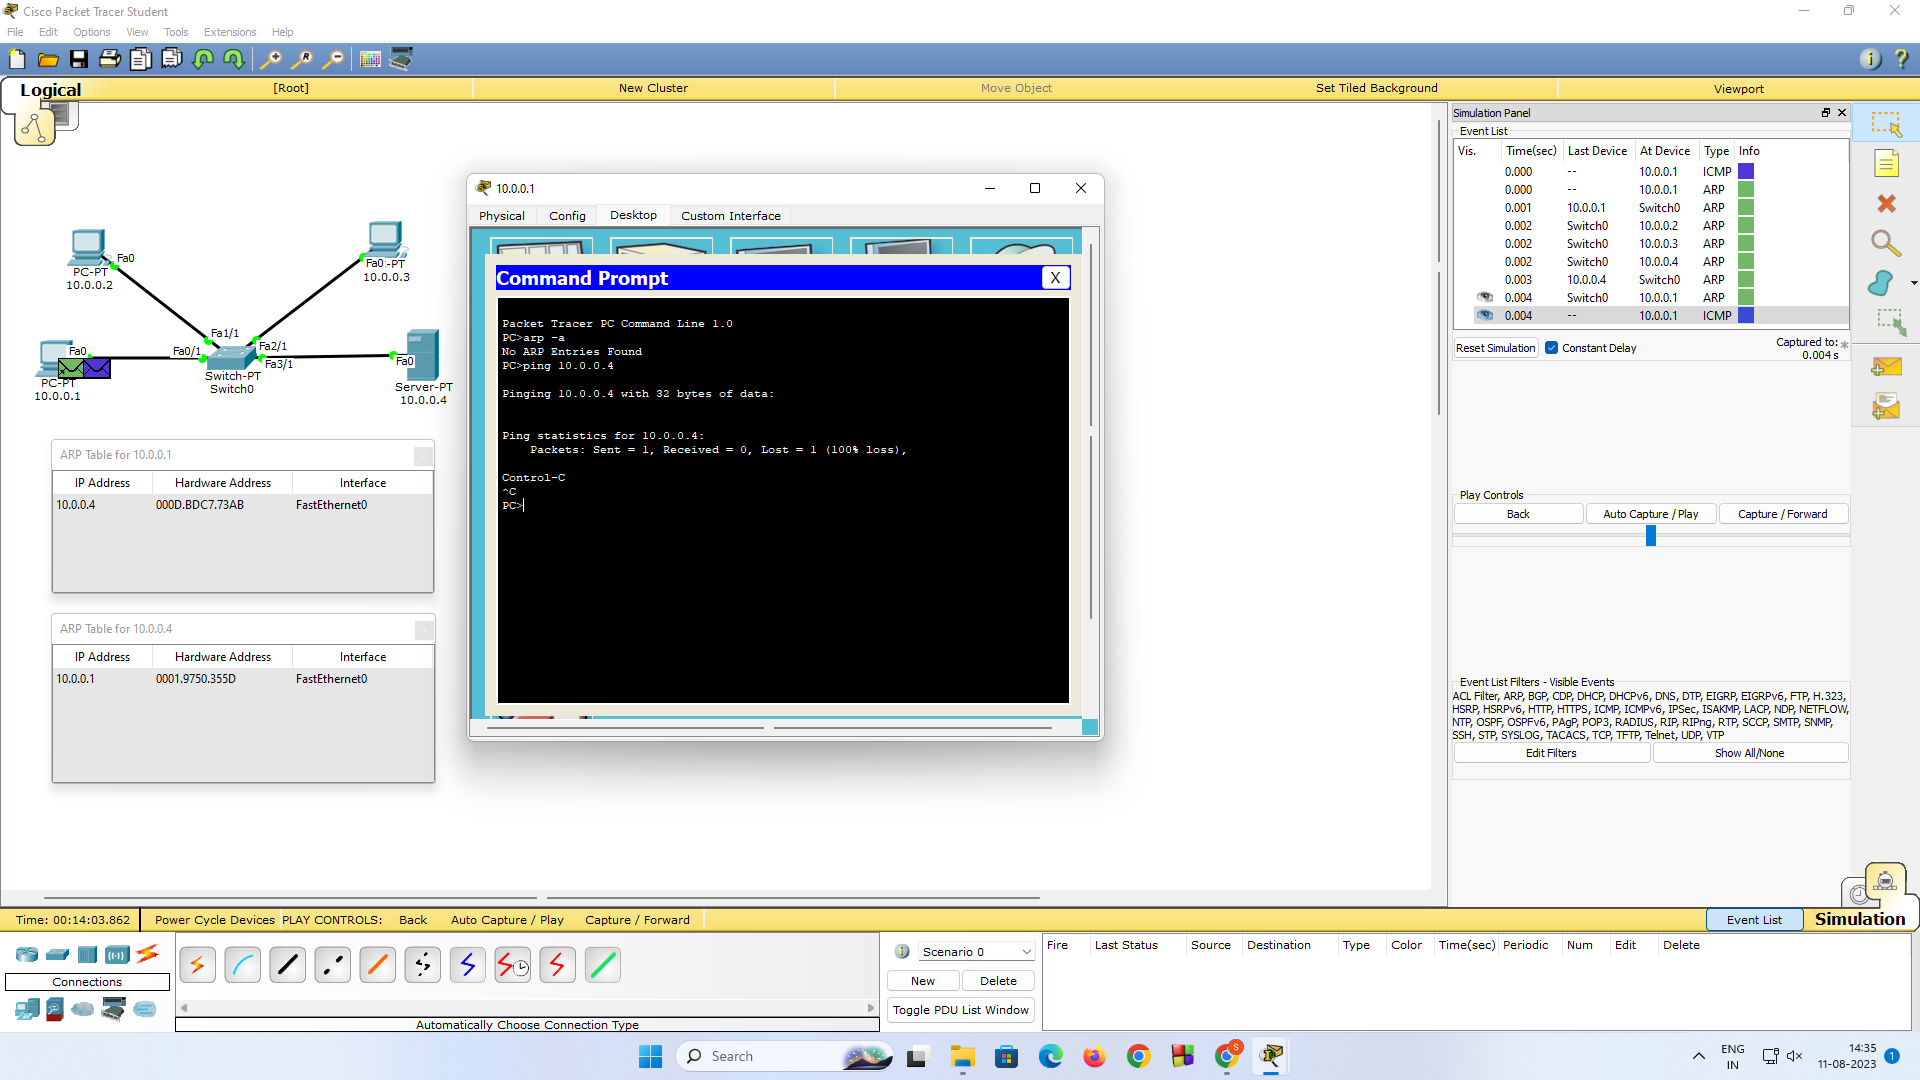 Cisco Packet Tracer Student
File Edit Options View Tools Extensions Help
Logical [Root] New Cluster Move Object Set Tiled Background Viewport
PC-PT
10.0.0.2
Fa0
Fa0 -PT
10.0.0.3
Fa1/1
Fa0
Fa0/1
Fa2/1
Fa3/1
Fa0
PC-PT
10.0.0.1
Switch-PT
Switch0
Server-PT
10.0.0.4
ARP Table for 10.0.0.1
IP Address Hardware Address Interface
10.0.0.4 000D.BDC7.73AB FastEthernet0
ARP Table for 10.0.0.4
IP Address Hardware Address Interface
10.0.0.1 0001.9750.355D FastEthernet0
10.0.0.1
Physical Config Desktop Custom Interface
Command Prompt X
Packet Tracer PC Command Line 1.0
PC>arp -a
No ARP Entries Found
PC>ping 10.0.0.4
Pinging 10.0.0.4 with 32 bytes of data:
Ping statistics for 10.0.0.4:
Packets: Sent = 1, Received = 0, Lost = 1 (100% loss),
Control-C
^C
PC>
Simulation Panel
Event List
Vis. Time(sec) Last Device At Device Type Info
0.000 -- 10.0.0.1 ICMP
0.000 -- 10.0.0.1 ARP
0.001 10.0.0.1 Switch0 ARP
0.002 Switch0 10.0.0.2 ARP
0.002 Switch0 10.0.0.3 ARP
0.002 Switch0 10.0.0.4 ARP
0.003 10.0.0.4 Switch0 ARP
0.004 Switch0 10.0.0.1 ARP
0.004 -- 10.0.0.1 ICMP
Reset Simulation Constant Delay Captured to: *
0.004 s
Play Controls
Back Auto Capture / Play Capture / Forward
Event List Filters - Visible Events
ACL Filter, ARP, BGP, CDP, DHCP, DHCPv6, DNS, DTP, EIGRP, EIGRPv6, FTP, H.323,
HSRP, HSRPv6, HTTP, HTTPS, ICMP, ICMPv6, IPSec, ISAKMP, LACP, NDP, NETFLOW,
NTP, OSPF, OSPFv6, PAgP, POP3, RADIUS, RIP, RIPng, RTP, SCCP, SMTP, SNMP,
SSH, STP, SYSLOG, TACACS, TCP, TFTP, Telnet, UDP, VTP
Edit Filters Show All/None
Time: 00:14:03.862 Power Cycle Devices PLAY CONTROLS: Back Auto Capture / Play Capture / Forward Event List Simulation
Connections
Automatically Choose Connection Type
Scenario 0
New Delete
Toggle PDU List Window
Fire Last Status Source Destination Type Color Time(sec) Periodic Num Edit Delete
Search
S
ENG
IN
14:35
11-08-2023
1